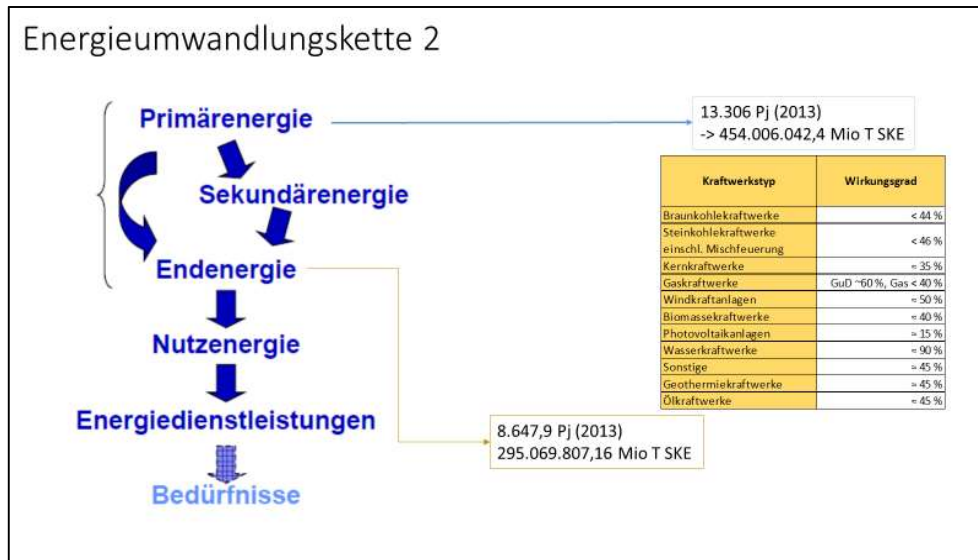 Energieumwandlungskette 2
Primärenergie
Sekundärenergie
Endenergie
Nutzenergie
Energiedienstleistungen
Bedürfnisse
13.306 Pj (2013)
-> 454.006.042,4 Mio T SKE
Kraftwerkstyp Wirkungsgrad
Braunkohlekraftwerke < 44 %
Steinkohlekraftwerke
einschl. Mischfeuerung < 46 %
Kernkraftwerke ≈ 35 %
Gaskraftwerke GuD ~60 %, Gas < 40 %
Windkraftanlagen ≈ 50 %
Biomassekraftwerke ≈ 40 %
Photovoltaikanlagen ≈ 15 %
Wasserkraftwerke ≈ 90 %
Sonstige ≈ 45 %
Geothermiekraftwerke ≈ 45 %
Ölkraftwerke ≈ 45 %
8.647,9 Pj (2013)
295.069.807,16 Mio T SKE